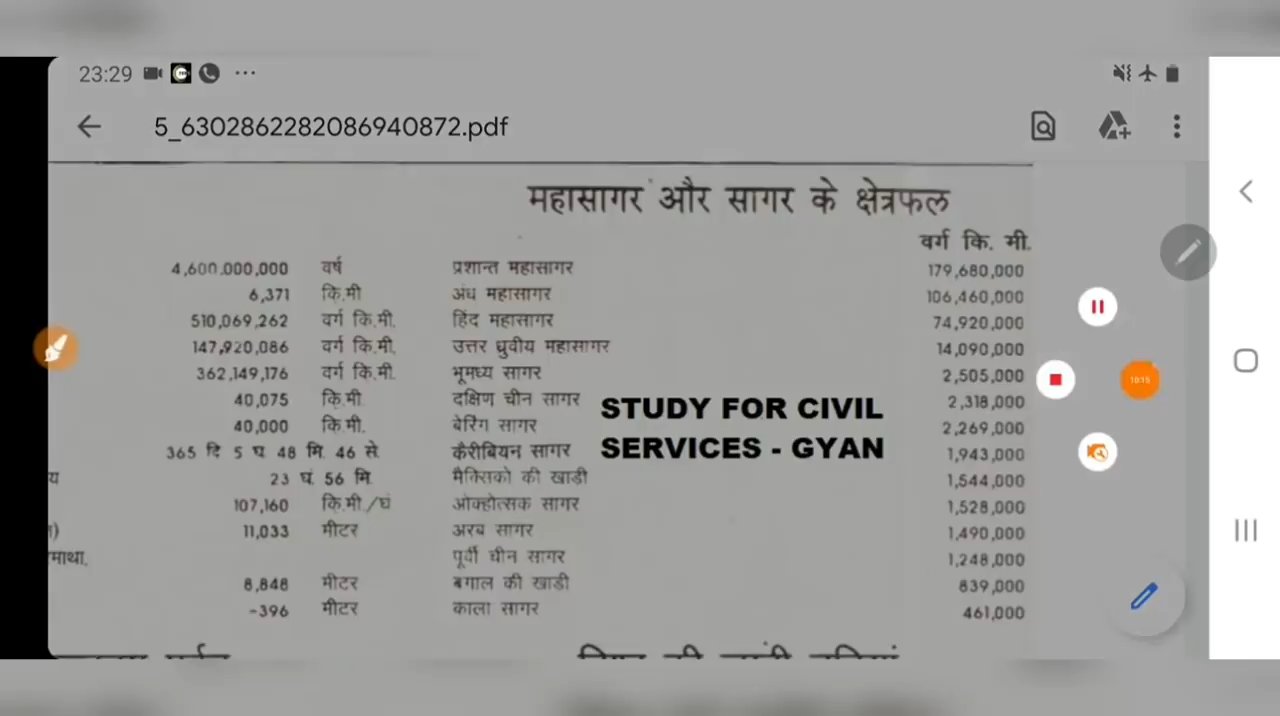 23:29 ...
5_6302862282086940872.pdf
महासागर और सागर के क्षेत्रफल
वर्ग कि. मी.
4,600,000,000 वर्ष प्रशान्त महासागर 179,680,000
6,371 कि.मी अंध महासागर 106,460,000
510,069,262 वर्ग कि.मी. हिंद महासागर 74,920,000
147,920,086 वर्ग कि.मी. उत्तर ध्रुवीय महासागर 14,090,000
362,149,176 वर्ग कि.मी. भूमध्य सागर 2,505,000
40,075 कि.मी. दक्षिण चीन सागर 2,318,000
40,000 कि मी. बेरिंग सागर 2,269,000
365 दि 5 घ 48 मि. 46 से. कैरीबियन सागर 1,943,000
य 23 घं. 56 मि. मैक्सिको की खाडी 1,544,000
107,160 कि.मी./घं ओक्होत्सक सागर 1,528,000
) 11,033 मीटर अरब सागर 1,490,000
माथा. पूर्वी चीन सागर 1,248,000
8,848 मीटर बगाल की खाडी 839,000
-396 मीटर काला सागर 461,000
STUDY FOR CIVIL
SERVICES - GYAN
10:15